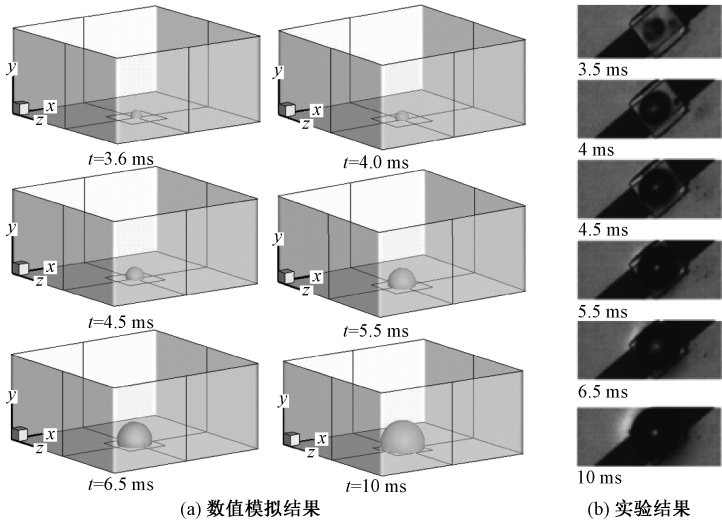 y
x
z
t=3.6 ms
y
x
z
t=4.0 ms
y
x
z
t=4.5 ms
y
x
z
t=5.5 ms
y
x
z
t=6.5 ms
y
x
z
t=10 ms
(a) 数值模拟结果
3.5 ms
4 ms
4.5 ms
5.5 ms
6.5 ms
10 ms
(b) 实验结果